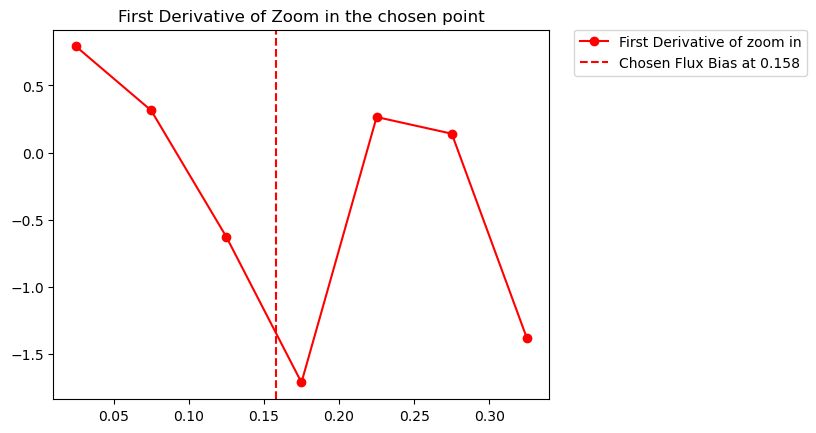 First Derivative of Zoom in the chosen point
First Derivative of zoom in
Chosen Flux Bias at 0.158
0.5
0.0
−0.5
−1.0
−1.5
0.05 0.10 0.15 0.20 0.25 0.30